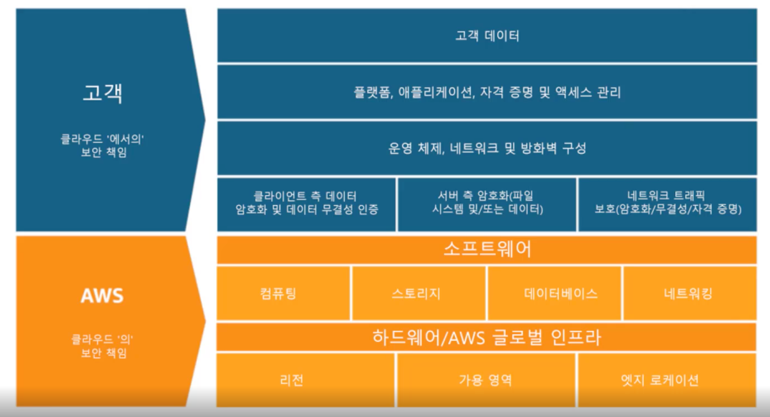 고객
클라우드 '에서의'
보안 책임
고객 데이터
플랫폼, 애플리케이션, 자격 증명 및 액세스 관리
운영 체제, 네트워크 및 방화벽 구성
클라이언트 측 데이터
암호화 및 데이터 무결성 인증
서버 측 암호화(파일
시스템 및/또는 데이터)
네트워크 트래픽
보호(암호화/무결성/자격 증명)
AWS
클라우드 '의'
보안 책임
소프트웨어
컴퓨팅
스토리지
데이터베이스
네트워킹
하드웨어/AWS 글로벌 인프라
리전
가용 영역
엣지 로케이션